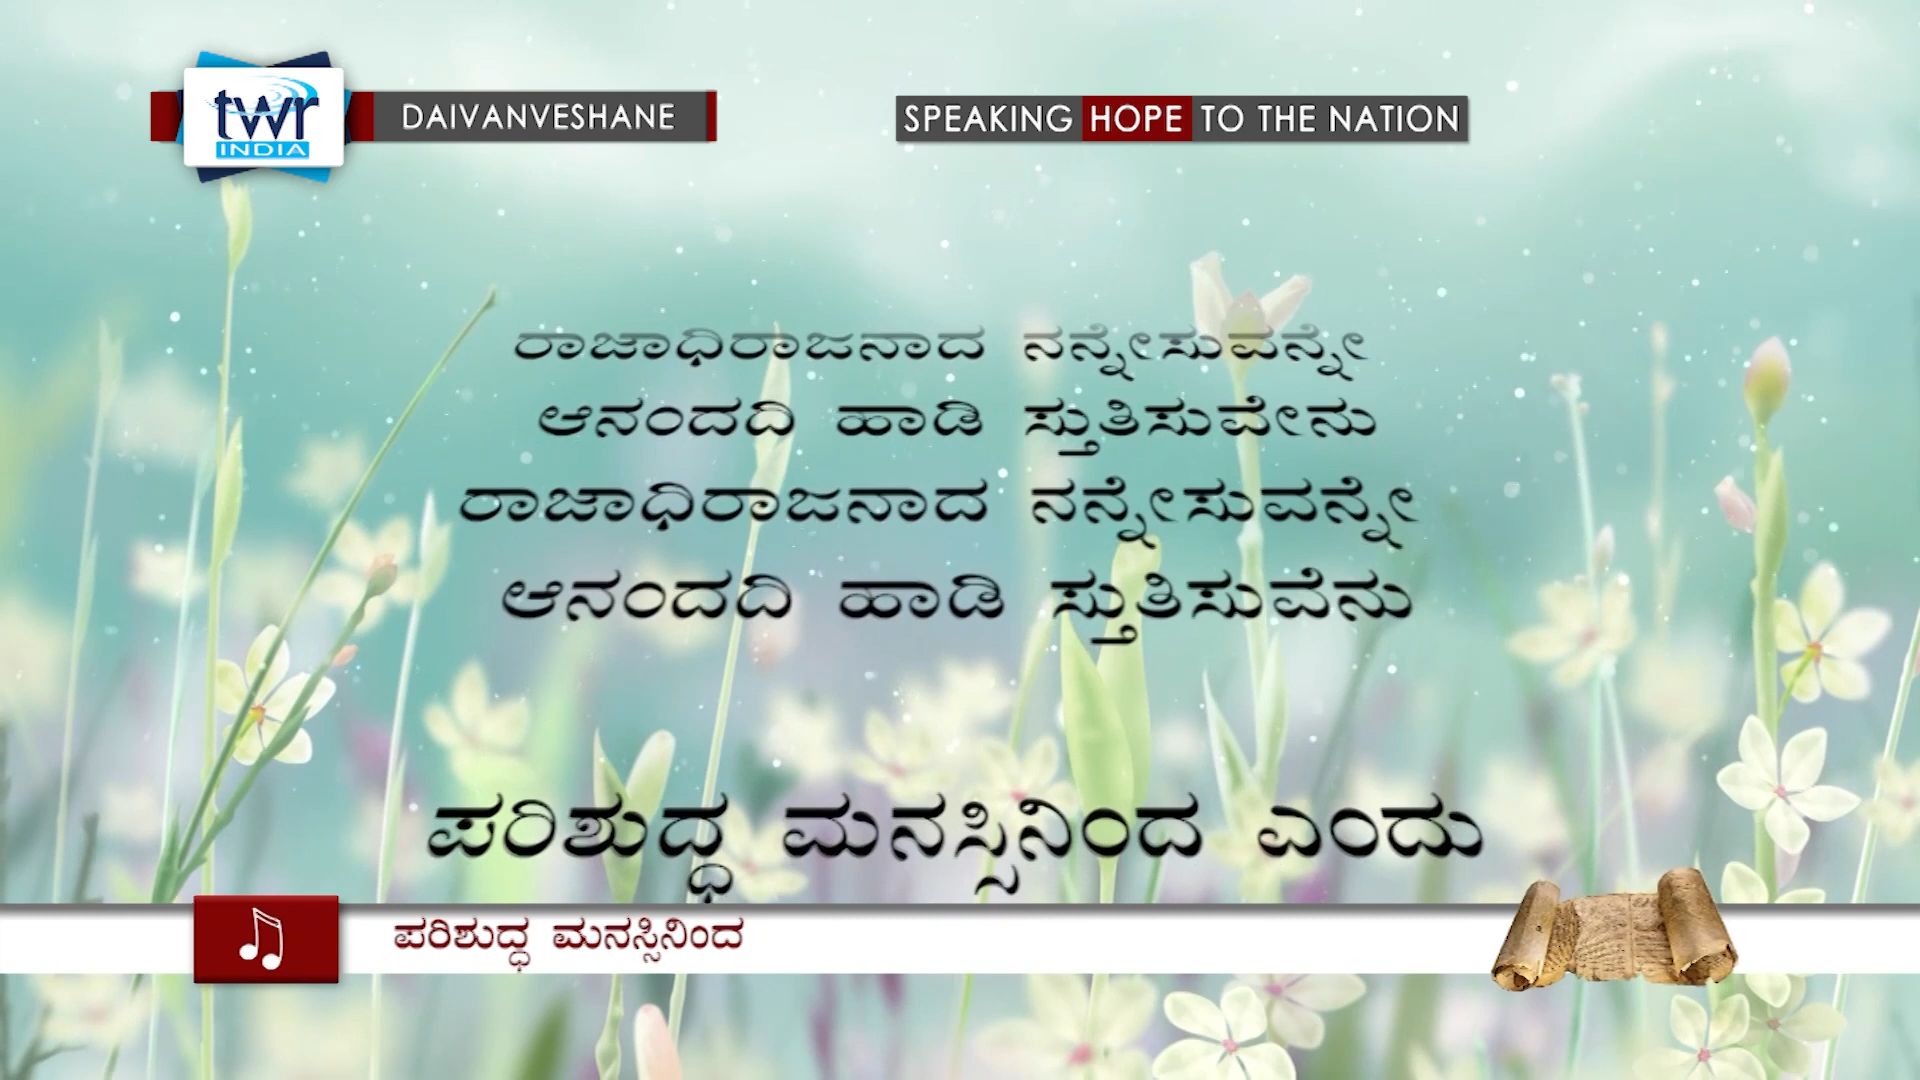 twr
INDIA
DAIVANVESHANE
SPEAKING HOPE TO THE NATION
ರಾಜಾಧಿರಾಜನಾದ ನನ್ನೇಸುವನ್ನೇ
ಆನಂದದಿ ಹಾಡಿ ಸ್ತುತಿಸುವೇನು
ರಾಜಾಧಿರಾಜನಾದ ನನ್ನೇಸುವನ್ನೇ
ಆನಂದದಿ ಹಾಡಿ ಸ್ತುತಿಸುವೆನು
ಪರಿಶುದ್ಧ ಮನಸ್ಸಿನಿಂದ ಎಂದು
ಪರಿಶುದ್ಧ ಮನಸ್ಸಿನಿಂದ